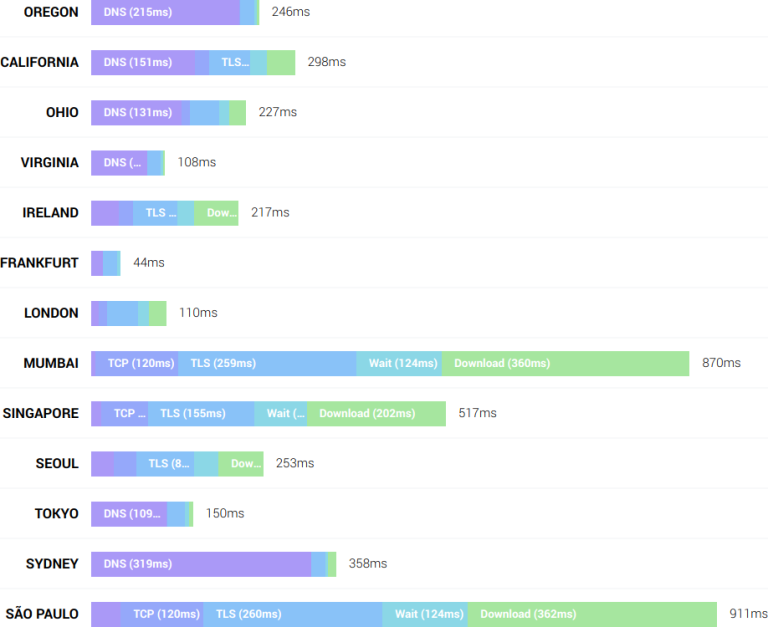 OREGON DNS (215ms) 246ms
CALIFORNIA DNS (151ms) TLS... 298ms
OHIO DNS (131ms) 227ms
VIRGINIA DNS (... 108ms
IRELAND TLS ... Dow... 217ms
FRANKFURT 44ms
LONDON 110ms
MUMBAI TCP (120ms) TLS (259ms) Wait (124ms) Download (360ms) 870ms
SINGAPORE TCP ... TLS (155ms) Wait (... Download (202ms) 517ms
SEOUL TLS (8... Dow... 253ms
TOKYO DNS (109... 150ms
SYDNEY DNS (319ms) 358ms
SÃO PAULO TCP (120ms) TLS (260ms) Wait (124ms) Download (362ms) 911ms